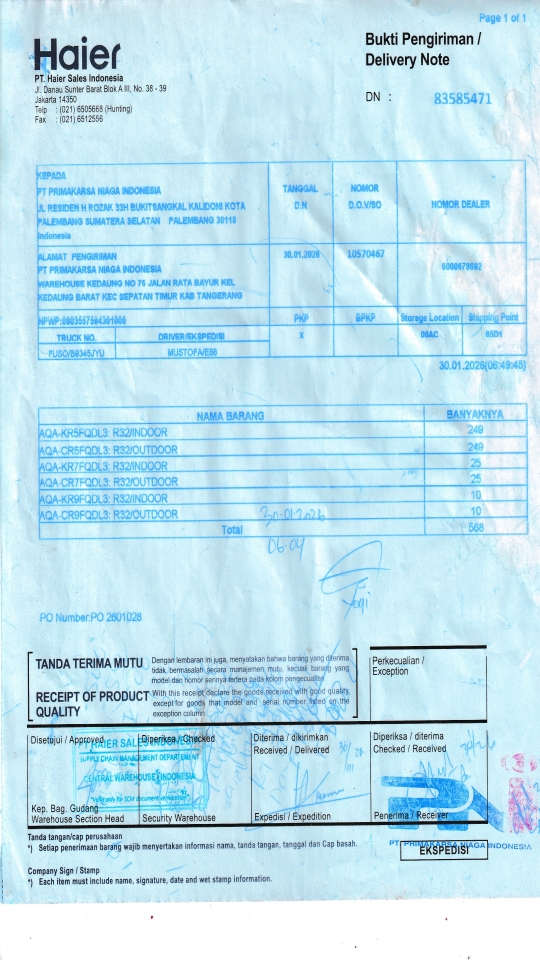 Page 1 of 1
Haier
Bukti Pengiriman /
Delivery Note
PT. Haier Sales Indonesia
Jl. Danau Sunter Barat Blok A III, No. 38 - 39
Jakarta 14350
Telp : (021) 6505668 (Hunting)
Fax : (021) 6512556
DN : 83585471
KEPADA
PT PRIMAKARSA NIAGA INDONESIA
JL RESIDEN H ROZAK 33H BUKITSANGKAL KALIDONI KOTA
PALEMBANG SUMATERA SELATAN PALEMBANG 30118
Indonesia
TANGGAL
D.N
NOMOR
D.O.V/SO
NOMOR DEALER
ALAMAT PENGIRIMAN
PT PRIMAKARSA NIAGA INDONESIA
WAREHOUSE KEDAUNG NO 75 JALAN RATA BAYUR KEL
KEDAUNG BARAT KEC SEPATAN TIMUR KAB TANGERANG
30.01.2026
10570467
PKP
BPKP
Storage Location
Shipping Point
TRUCK NO.
DRIVER/EKSPEDISI
X
00AC
85D1
FUSO/B9345JYU
30.01.2026(06:49:45)
NAMA BARANG BANYAKNYA
AQA-KR5FQDL3: R32/INDOOR 249
AQA-CR5FQDL3: R32/OUTDOOR 249
AQA-KR7FQDL3: R32/INDOOR 25
AQA-CR7FQDL3: R32/OUTDOOR 25
AQA-KR9FQDL3: R32/INDOOR 10
AQA-CR9FQDL3: R32/OUTDOOR 10
Total 568
30-01-2026
06.04
Yogi
PO Number:PO 2601028
TANDA TERIMA MUTU
Dengan lembaran ini juga, menyatakan bahwa barang yang diterima
tidak bermasalah secara manajemen mutu, kecuali barang yang
model dan nomor serinya tertera pada kolom pengecualian
RECEIPT OF PRODUCT
QUALITY
With this receipt declare the goods received with good quality,
except for goods that model and serial number listed on the
exception column
Perkecualian /
Exception
Disetujui / Approved
Diperiksa / Checked
Diterima / dikirimkan
Received / Delivered
Diperiksa / diterima
Checked / Received
PT HAIER SALES INDONESIA
SUPPLY CHAIN MANAGEMENT DEPARTEMENT
CENTRAL WAREHOUSE INDONESIA
Kep. Bag. Gudang
Warehouse Section Head
Security Warehouse
Expedisi / Expedition
Penerima / Receiver
Tanda tangan/cap perusahaan
*) Setiap penerimaan barang wajib menyertakan informasi nama, tanda tangan, tanggal dan Cap basah.
PT. PRIMAKARSA NIAGA INDONESIA
EKSPEDISI
Company Sign / Stamp
*) Each item must include name, signature, date and wet stamp information.